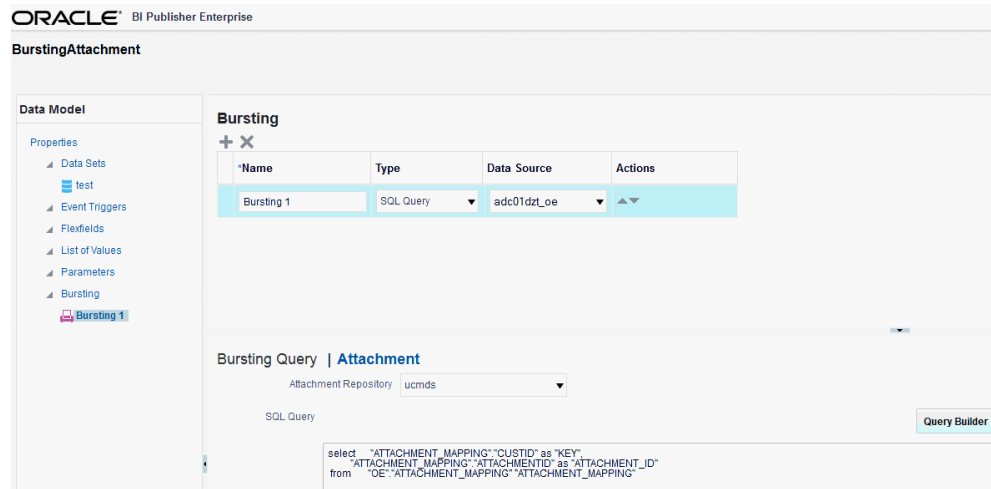 ORACLE® BI Publisher Enterprise
BurstingAttachment
Data Model
Properties
Data Sets
test
Event Triggers
Flexfields
List of Values
Parameters
Bursting
Bursting 1
Bursting
*Name Type Data Source Actions
Bursting 1 SQL Query adc01dzt_oe
Bursting Query | Attachment
Attachment Repository ucmds
SQL Query
Query Builder
select "ATTACHMENT_MAPPING"."CUSTID" as "KEY",
"ATTACHMENT_MAPPING"."ATTACHMENTID" as "ATTACHMENT_ID"
from "OE"."ATTACHMENT_MAPPING" "ATTACHMENT_MAPPING"